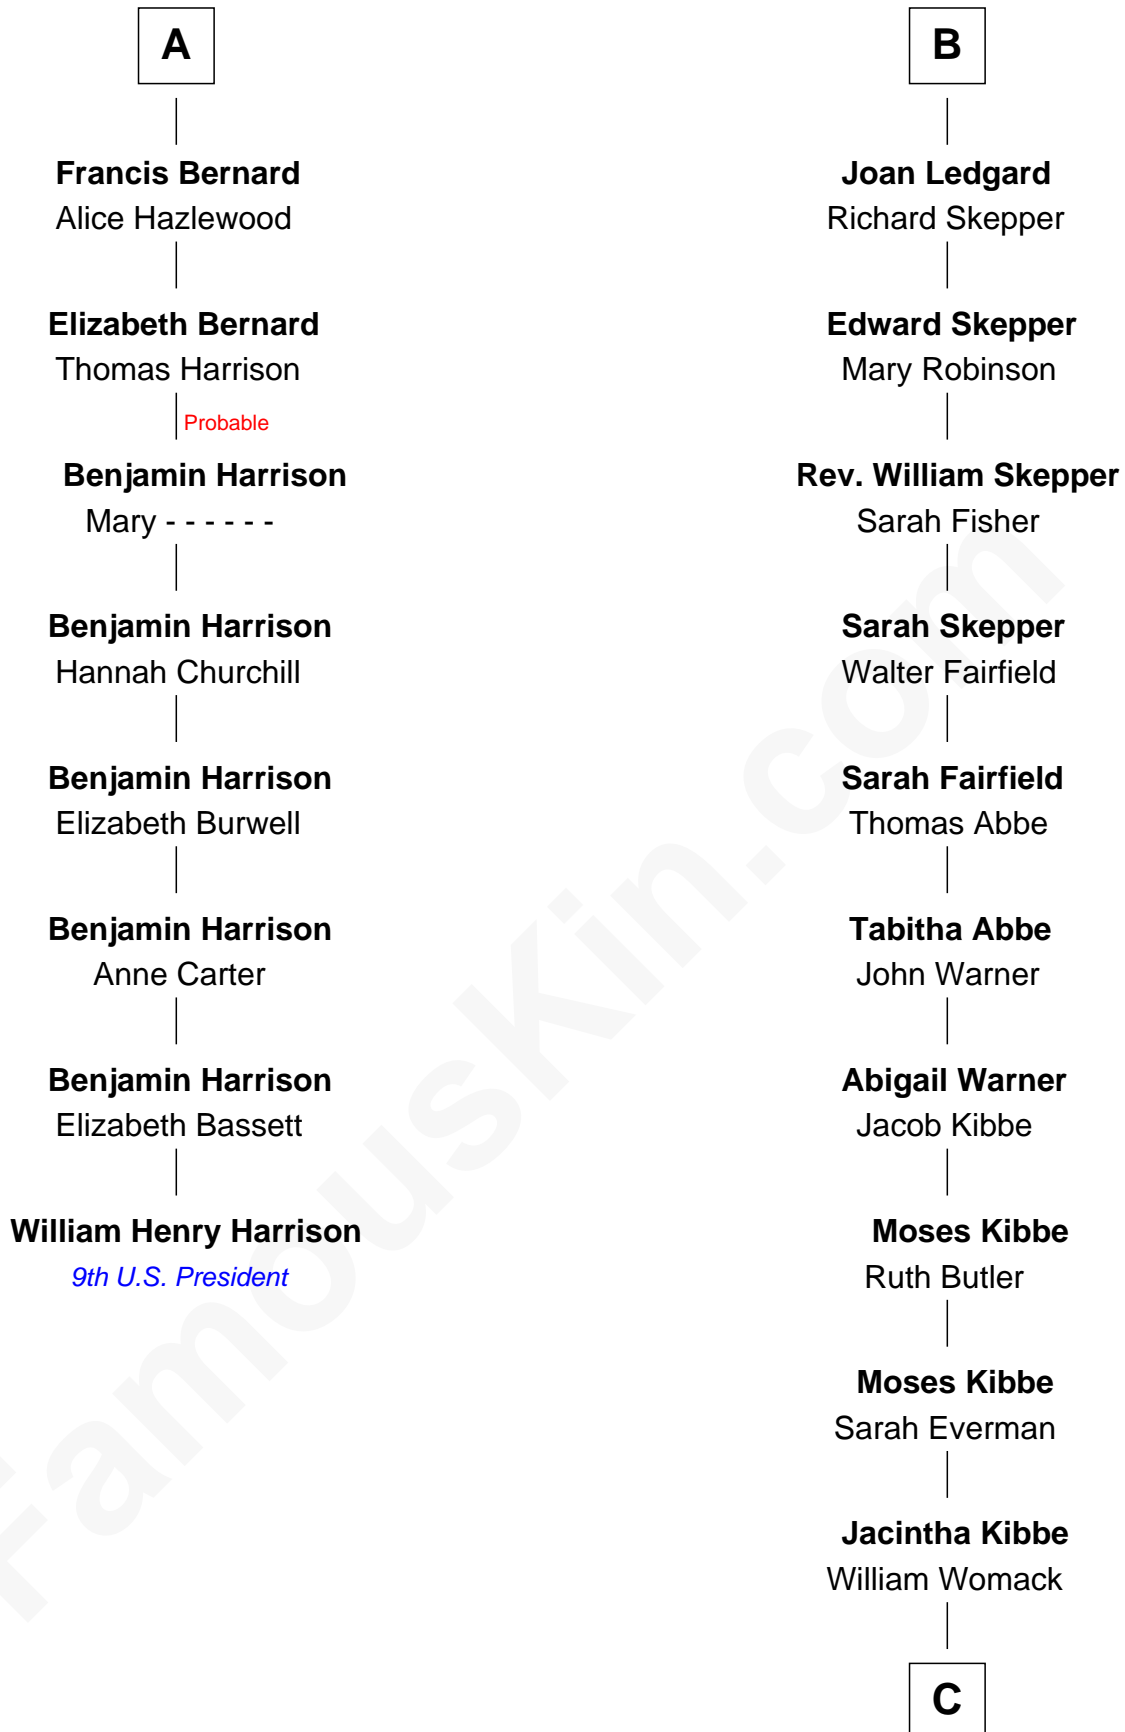 A
Francis Bernard
Alice Hazlewood
Elizabeth Bernard
Thomas Harrison
Probable
Benjamin Harrison
Mary - - - - - -
Benjamin Harrison
Hannah Churchill
Benjamin Harrison
Elizabeth Burwell
Benjamin Harrison
Anne Carter
Benjamin Harrison
Elizabeth Bassett
William Henry Harrison
9th U.S. President
B
Joan Ledgard
Richard Skepper
Edward Skepper
Mary Robinson
Rev. William Skepper
Sarah Fisher
Sarah Skepper
Walter Fairfield
Sarah Fairfield
Thomas Abbe
Tabitha Abbe
John Warner
Abigail Warner
Jacob Kibbe
Moses Kibbe
Ruth Butler
Moses Kibbe
Sarah Everman
Jacintha Kibbe
William Womack
C
FamousKin.com